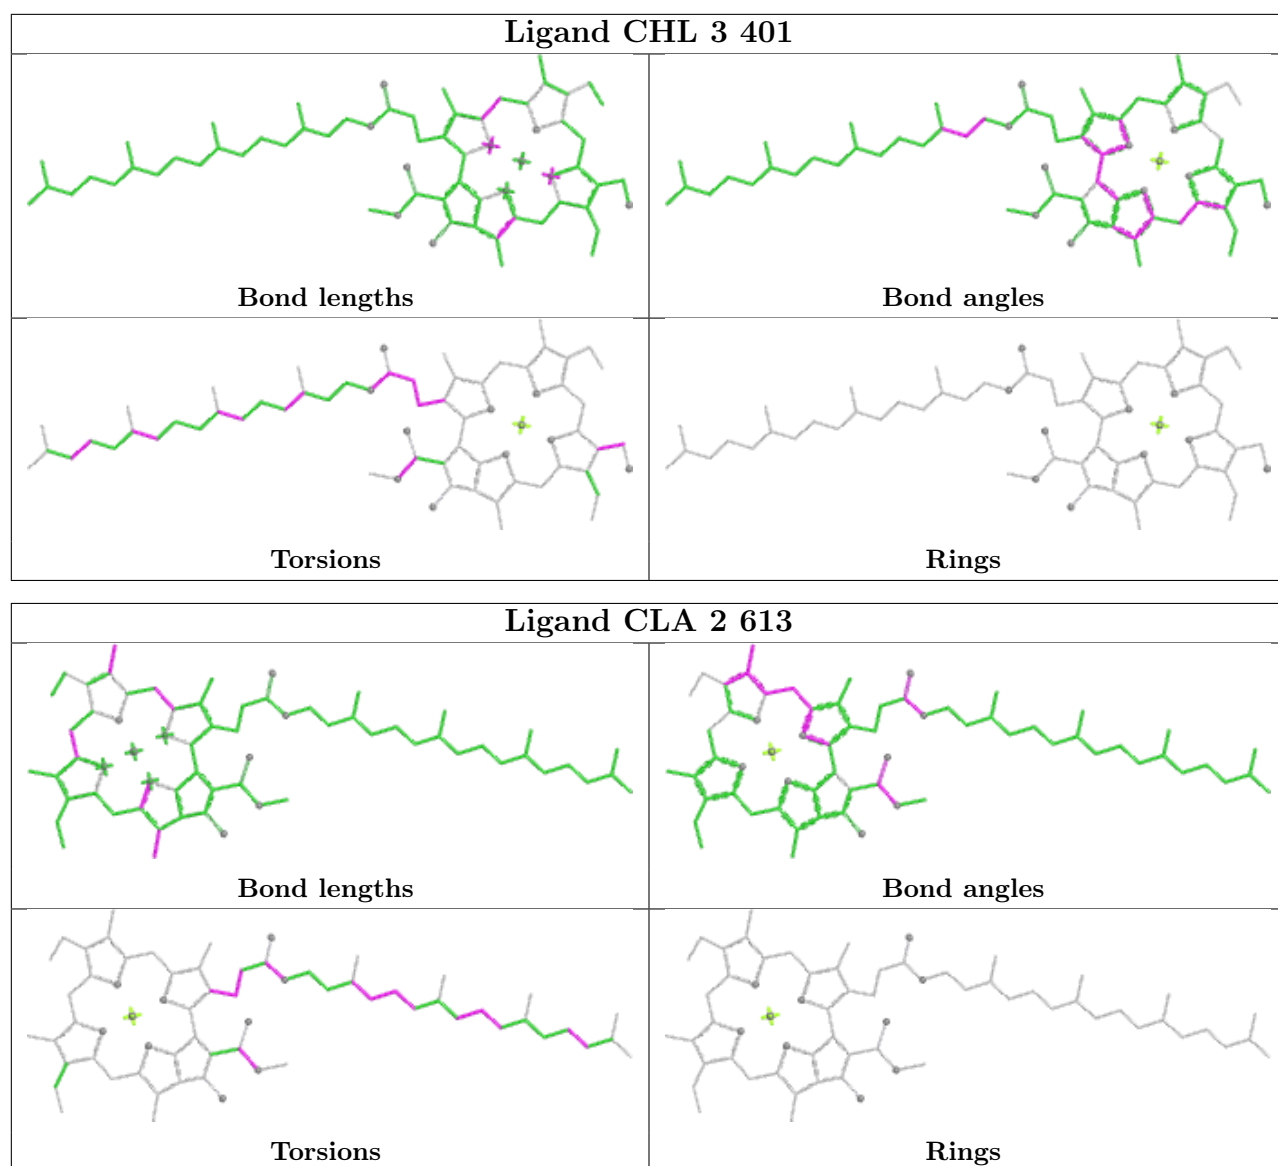 Ligand CHL 3 401
Bond lengths
Bond angles
Torsions
Rings
Ligand CLA 2 613
Bond lengths
Bond angles
Torsions
Rings